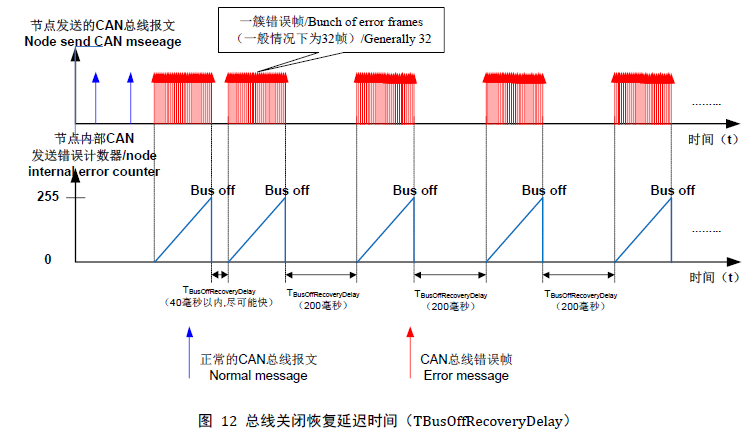 节点发送的CAN总线报文
Node send CAN mseeage
一簇错误帧/Bunch of error frames
（一般情况下为32帧）/Generally 32
………
时间（t）
节点内部CAN
发送错误计数器/node
internal error counter
255
Bus off
Bus off
Bus off
Bus off
Bus off
………
0
时间（t）
TBusOffRecoveryDelay
（40毫秒以内,尽可能快）
TBusOffRecoveryDelay
（200毫秒）
TBusOffRecoveryDelay
（200毫秒）
TBusOffRecoveryDelay
（200毫秒）
正常的CAN总线报文
Normal message
CAN总线错误帧
Error message
图 12 总线关闭恢复延迟时间（TBusOffRecoveryDelay）